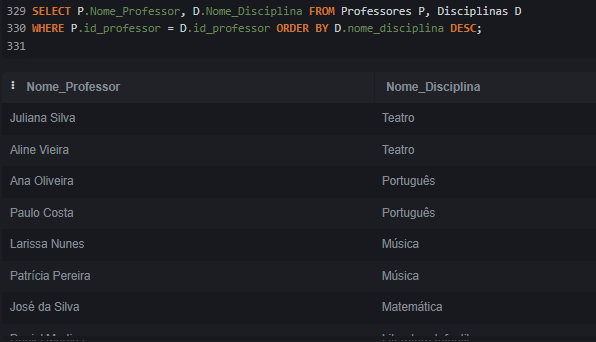 329 SELECT P.Nome_Professor, D.Nome_Disciplina FROM Professores P, Disciplinas D
330 WHERE P.id_professor = D.id_professor ORDER BY D.nome_disciplina DESC;
331
Nome_Professor Nome_Disciplina
Juliana Silva Teatro
Aline Vieira Teatro
Ana Oliveira Português
Paulo Costa Português
Larissa Nunes Música
Patrícia Pereira Música
José da Silva Matemática